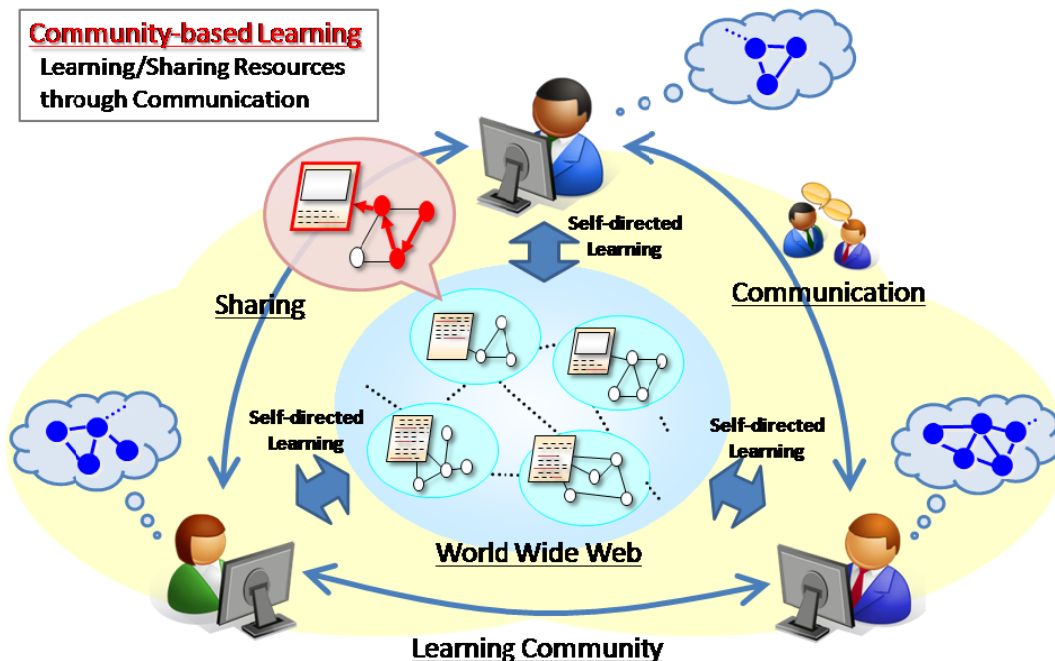 Community-based Learning
Learning/Sharing Resources
through Communication
Self-directed
Learning
Sharing
Communication
Self-directed
Learning
Self-directed
Learning
World Wide Web
Learning Community